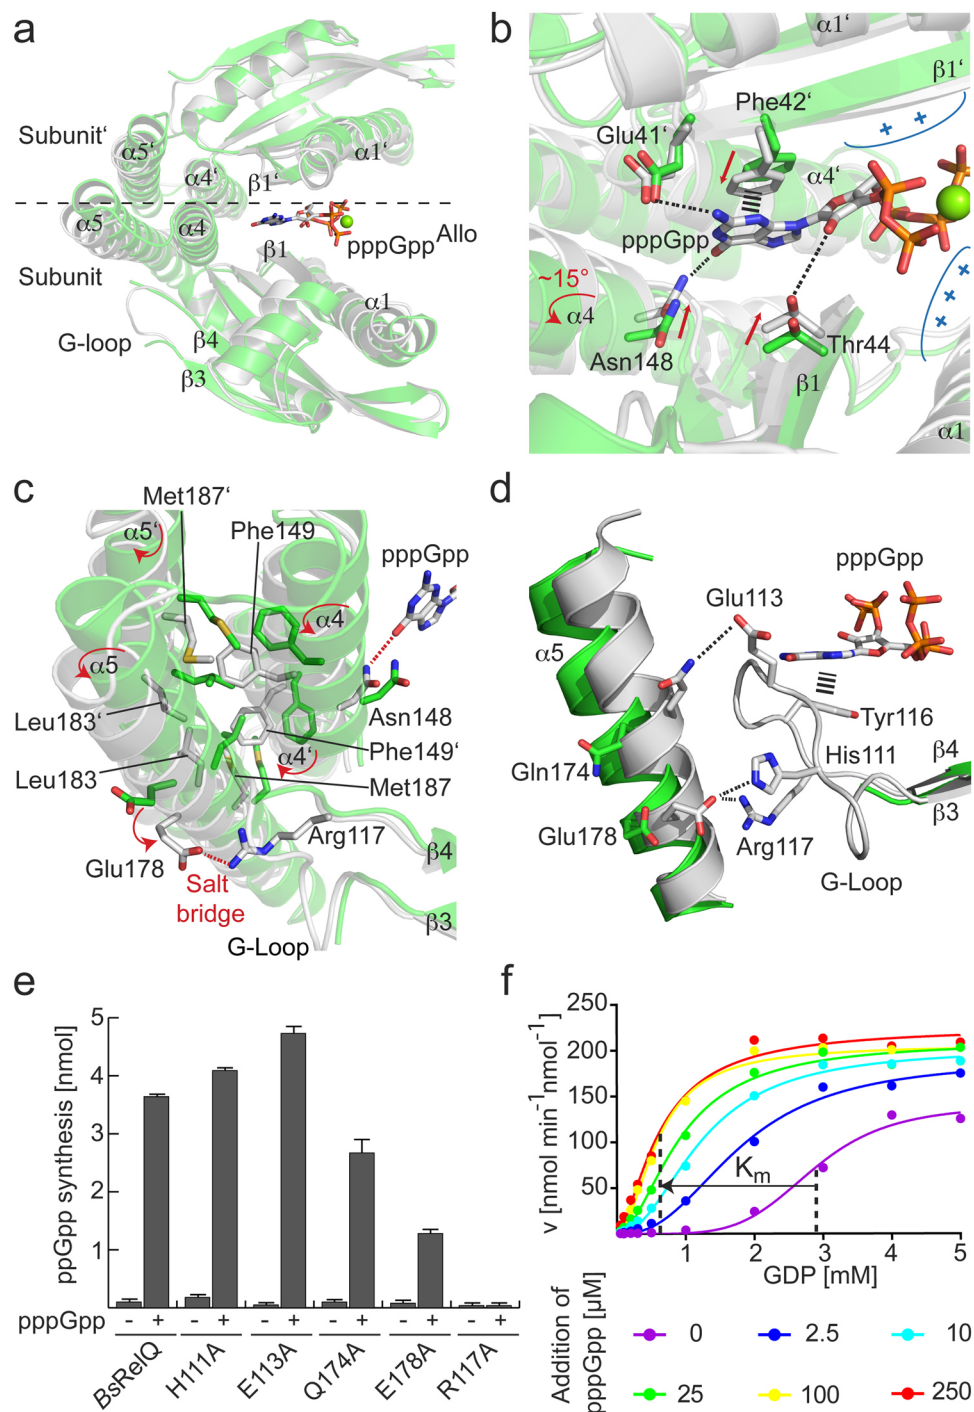 a
Subunit‘
α5‘
α4‘
β1‘
α1‘
α5
α4
β1
pppGpp
Allo
Subunit
α1
G-loop
β4
β3
b
α1‘
β1‘
Phe42‘
Glu41‘
α4‘
pppGpp
~15°
α4
Asn148
Thr44
β1
α1
c
Met187‘
α5‘
Phe149
pppGpp
α4
α5
Leu183‘
Asn148
Phe149‘
α4‘
Leu183
Met187
Arg117
Glu178
β4
Salt
bridge
β3
G-Loop
d
pppGpp
Glu113
α5
Tyr116
His111
Gln174
β4
β3
Glu178
Arg117
G-Loop
e
ppGpp synthesis [nmol]
5
4
3
2
1
pppGpp - + - + - + - + - + - +
BsRelQ H111A E113A Q174A E178A R117A
f
v [nmol min⁻¹nmol⁻¹]
250
200
150
100
50
Km
1 2 3 4 5
GDP [mM]
Addition of
pppGpp [µM]
0 2.5 10
25 100 250